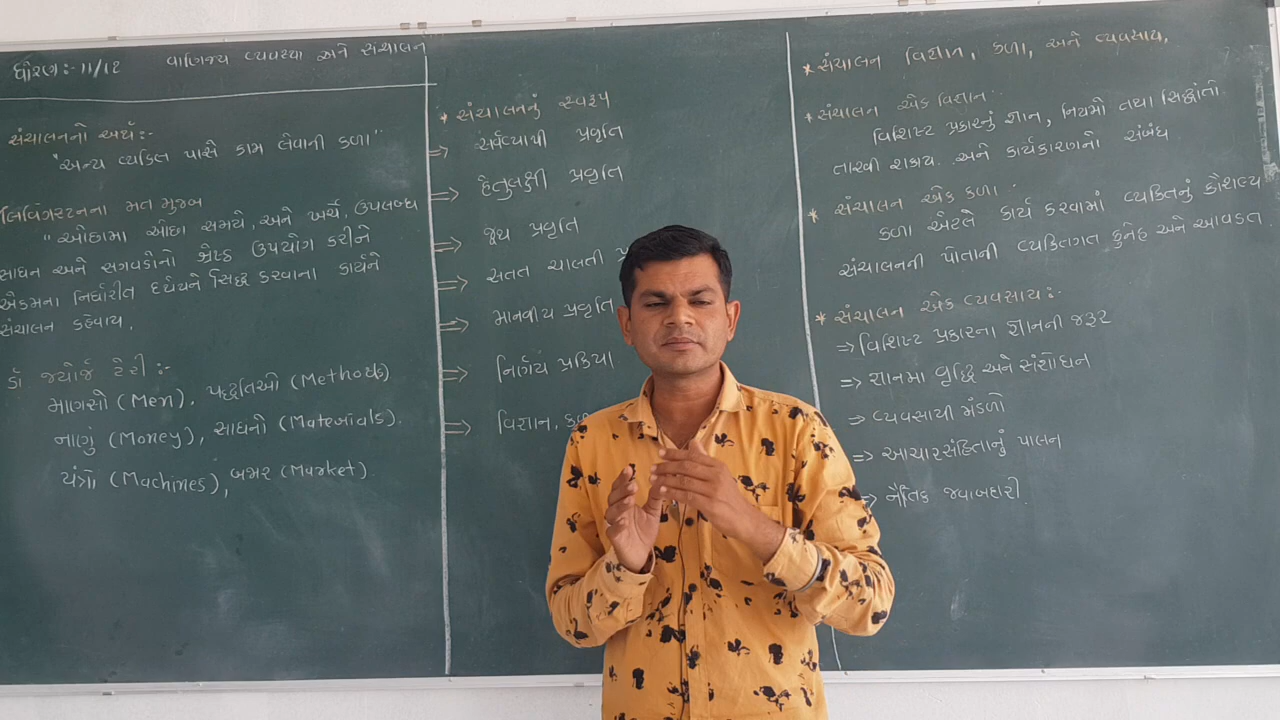 ધોરણ:- 11/12 વાણિજ્ય વ્યવસ્થા અને સંચાલન
સંચાલનનો અર્થ:-
"અન્ય વ્યકિત પાસે કામ લેવાની કળા"
લિવિંગસ્ટનના મત મુજબ
"ઓછામા ઓછા સમયે, અને ખર્ચે, ઉપલબ્ધ
સાધન અને સગવડોનો શ્રેષ્ઠ ઉપયોગ કરીને
એકમના નિર્ધારીત ધ્યેયને સિદ્ધ કરવાના કાર્યને
સંચાલન કહેવાય.
ડૉ જ્યોર્જ ટેરી:-
માણસો (Men), પદ્ધતિઓ (Methods)
નાણું (Money), સાધનો (Materials).
યંત્રો (Machines), બજાર (Market).
* સંચાલનનું સ્વરૂપ
⇒ સર્વવ્યાપી પ્રવૃતિ
⇒ હેતુલક્ષી પ્રવૃતિ
⇒ જૂથ પ્રવૃતિ
⇒ સતત ચાલતી
⇒ માનવીય પ્રવૃતિ
⇒ નિર્ણય પ્રક્રિયા
⇒ વિજ્ઞાન,
* સંચાલન વિજ્ઞાન, કળા, અને વ્યવસાય,
* સંચાલન એક વિજ્ઞાન:
વિશિષ્ટ પ્રકારનું જ્ઞાન, નિયમો તથા સિદ્ધાંતો
તારવી શકાય. અને કાર્યકારણનો સંબંધ
* સંચાલન એક કળા:
કળા એટલે કાર્ય કરવામાં વ્યકિતનું કૌશલ્ય
સંચાલનની પોતાની વ્યકિતગત કુનેહ અને આવડત.
* સંચાલન એક વ્યવસાય:-
⇒ વિશિષ્ટ પ્રકારના જ્ઞાનની જરૂર
⇒ જ્ઞાનમા વૃદ્ધિ અને સંશોધન
⇒ વ્યવસાયી મંડળો
⇒ આચારસંહિતાનું પાલન
⇒ નૈતિક જવાબદારી.